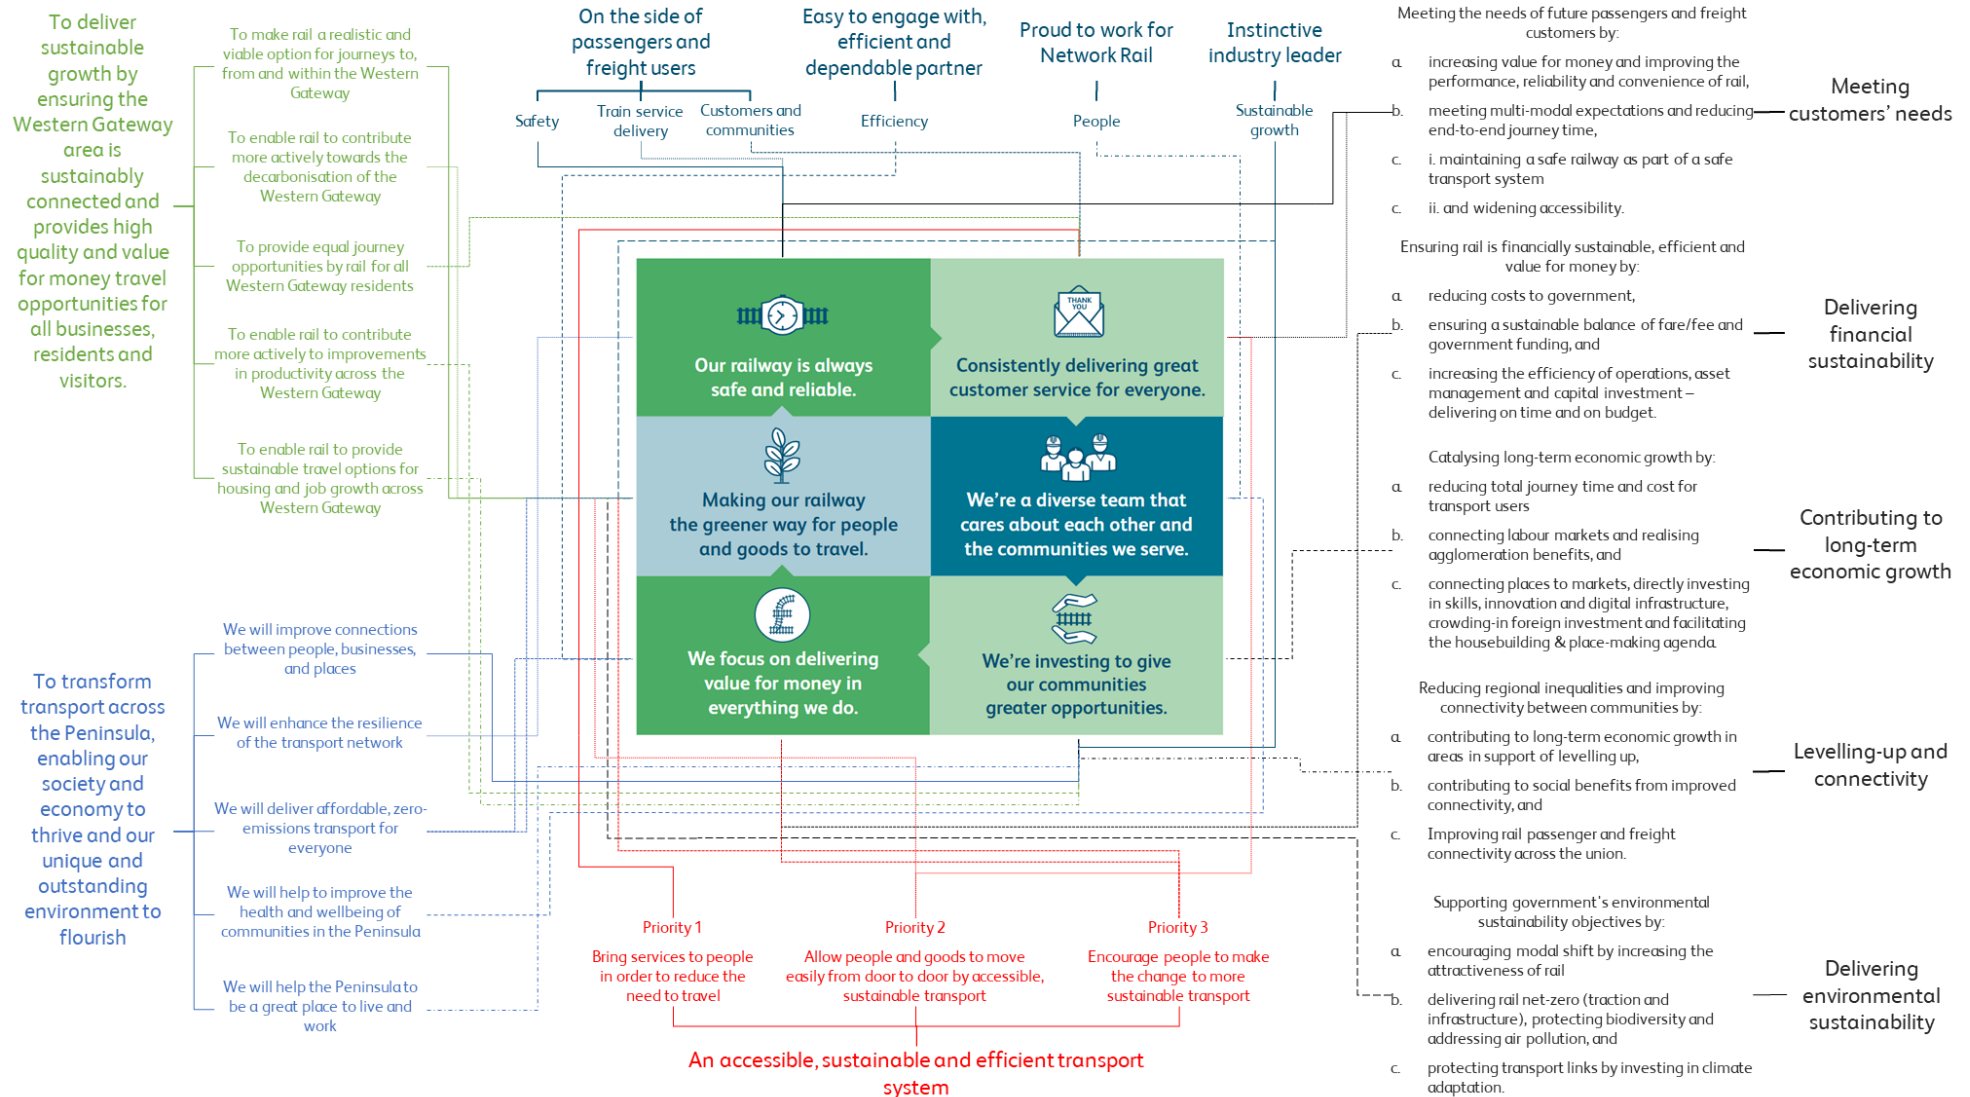 To deliver
sustainable
growth by
ensuring the
Western Gateway
area is
sustainably
connected and
provides high
quality and value
for money travel
opportunities for
all businesses,
residents and
visitors.
To make rail a realistic and
viable option for journeys to,
from and within the Western
Gateway
To enable rail to contribute
more actively towards the
decarbonisation of the
Western Gateway
To provide equal journey
opportunities by rail for all
Western Gateway residents
To enable rail to contribute
more actively to improvements
in productivity across the
Western Gateway
To enable rail to provide
sustainable travel options for
housing and job growth across
Western Gateway
To transform
transport across
the Peninsula,
enabling our
society and
economy to
thrive and our
unique and
outstanding
environment to
flourish
We will improve connections
between people, businesses,
and places
We will enhance the resilience
of the transport network
We will deliver affordable, zero-
emissions transport for
everyone
We will help to improve the
health and wellbeing of
communities in the Peninsula
We will help the Peninsula to
be a great place to live and
work
On the side of
passengers and
freight users
Safety
Train service
delivery
Customers and
communities
Easy to engage with,
efficient and
dependable partner
Efficiency
Proud to work for
Network Rail
People
Instinctive
industry leader
Sustainable
growth
Our railway is always
safe and reliable.
THANK
YOU
Consistently delivering great
customer service for everyone.
Making our railway
the greener way for people
and goods to travel.
We're a diverse team that
cares about each other and
the communities we serve.
We focus on delivering
value for money in
everything we do.
We're investing to give
our communities
greater opportunities.
Priority 1
Bring services to people
in order to reduce the
need to travel
Priority 2
Allow people and goods to move
easily from door to door by accessible,
sustainable transport
Priority 3
Encourage people to make
the change to more
sustainable transport
An accessible, sustainable and efficient transport
system
Meeting the needs of future passengers and freight
customers by:
a. increasing value for money and improving the
performance, reliability and convenience of rail,
b. meeting multi-modal expectations and reducing
end-to-end journey time,
c. i. maintaining a safe railway as part of a safe
transport system
c. ii. and widening accessibility.
Meeting
customers' needs
Ensuring rail is financially sustainable, efficient and
value for money by:
a. reducing costs to government,
b. ensuring a sustainable balance of fare/fee and
government funding, and
c. increasing the efficiency of operations, asset
management and capital investment –
delivering on time and on budget.
Delivering
financial
sustainability
Catalysing long-term economic growth by:
a. reducing total journey time and cost for
transport users
b. connecting labour markets and realising
agglomeration benefits, and
c. connecting places to markets, directly investing
in skills, innovation and digital infrastructure,
crowding-in foreign investment and facilitating
the housebuilding & place-making agenda.
Contributing to
long-term
economic growth
Reducing regional inequalities and improving
connectivity between communities by:
a. contributing to long-term economic growth in
areas in support of levelling up,
b. contributing to social benefits from improved
connectivity, and
c. Improving rail passenger and freight
connectivity across the union.
Levelling-up and
connectivity
Supporting government's environmental
sustainability objectives by:
a. encouraging modal shift by increasing the
attractiveness of rail
b. delivering rail net-zero (traction and
infrastructure), protecting biodiversity and
addressing air pollution, and
c. protecting transport links by investing in climate
adaptation.
Delivering
environmental
sustainability